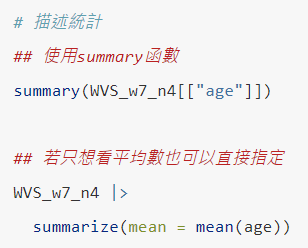 # 描述統計
## 使用summary函數
summary(WVS_w7_n4[["age"]])
## 若只想看平均數也可以直接指定
WVS_w7_n4 |>
summarize(mean = mean(age))